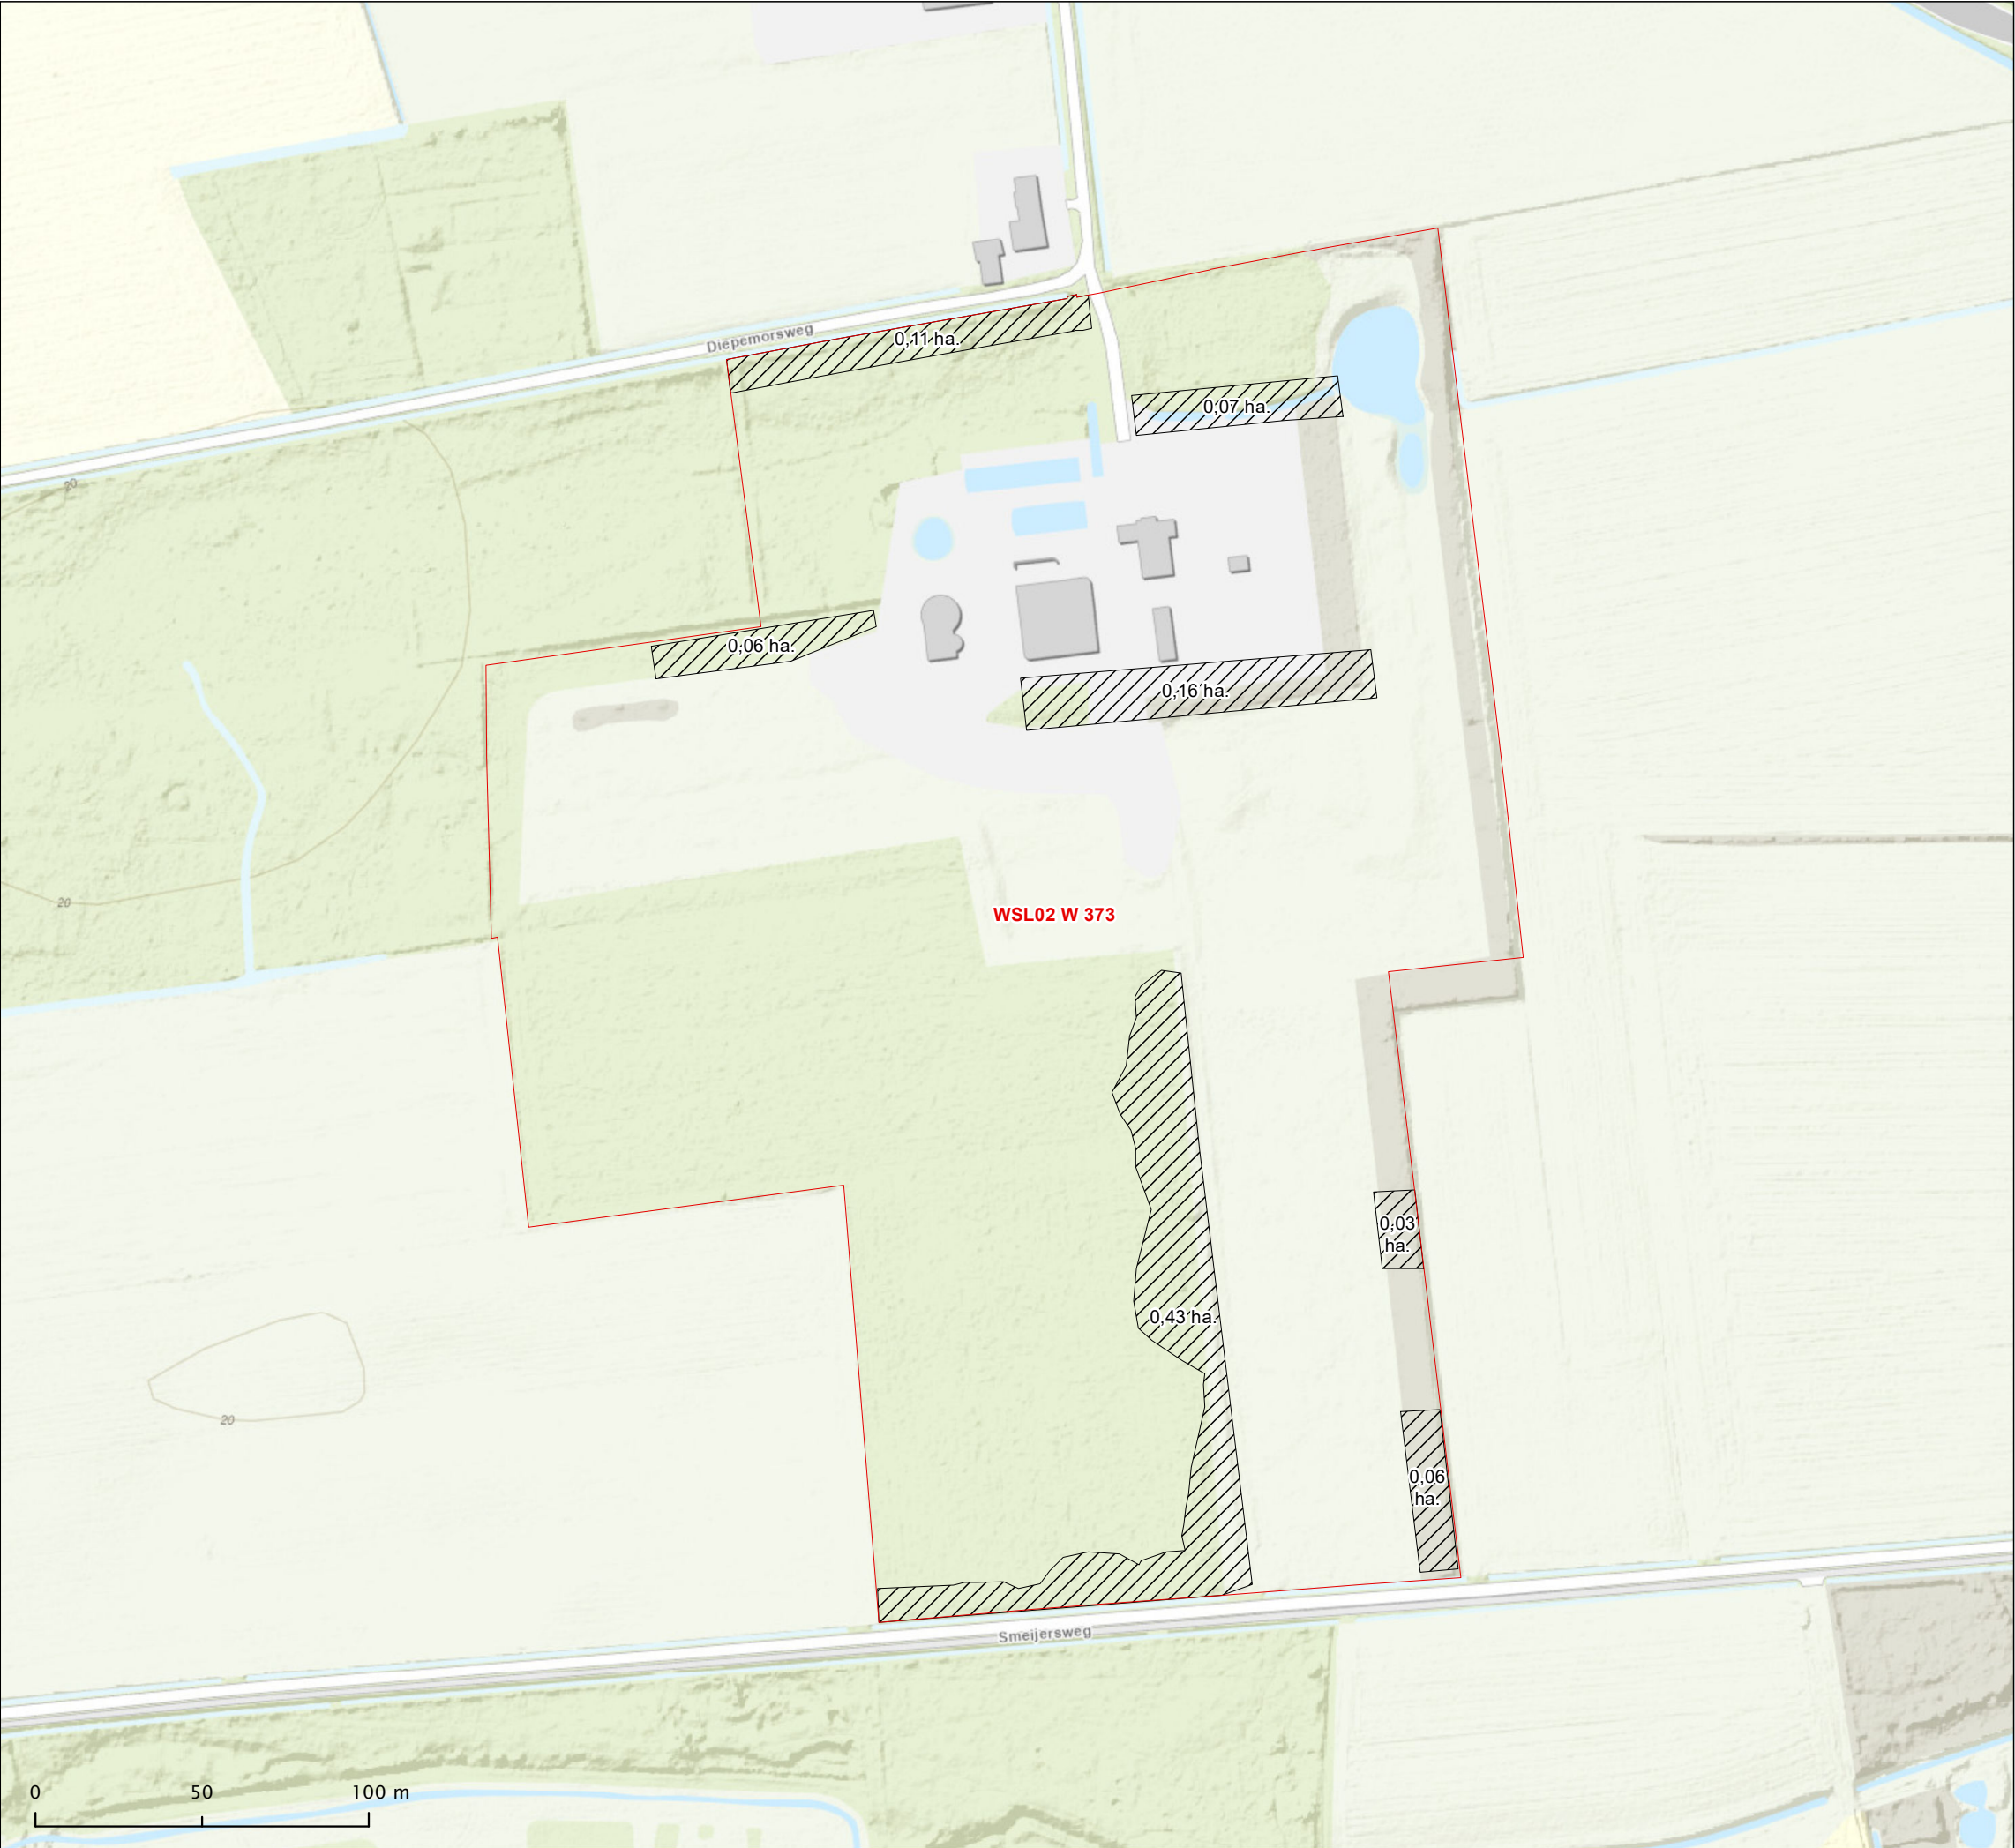 Diepemorsweg
0,11 ha.
0,07 ha.
20
0,06 ha.
0,16 ha.
20
WSL02 W 373
0,03
ha.
0,43 ha.
20
0,06
ha.
Smeijersweg
0 50 100 m